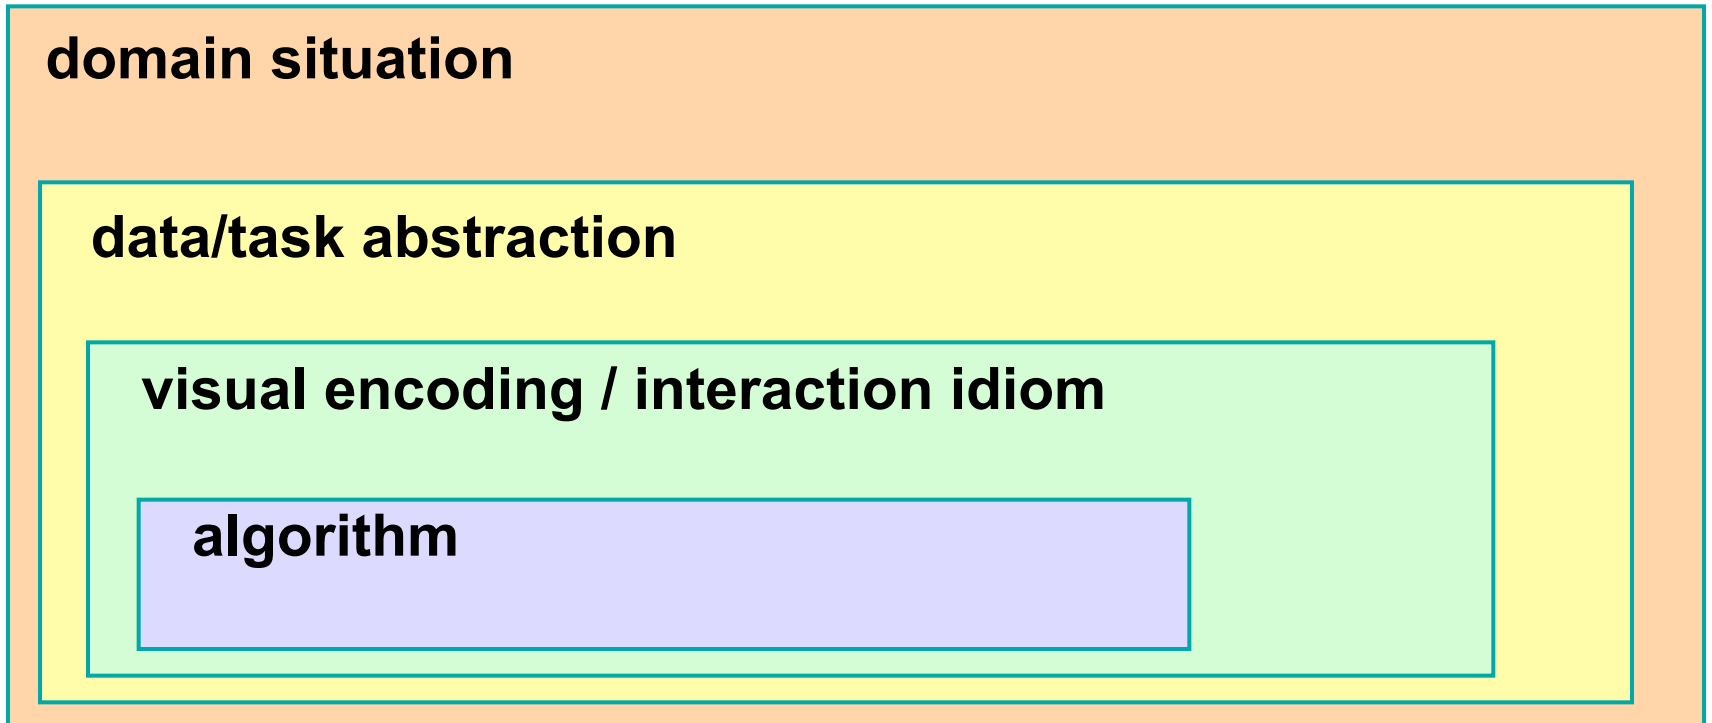 domain situation
data/task abstraction
visual encoding / interaction idiom
algorithm